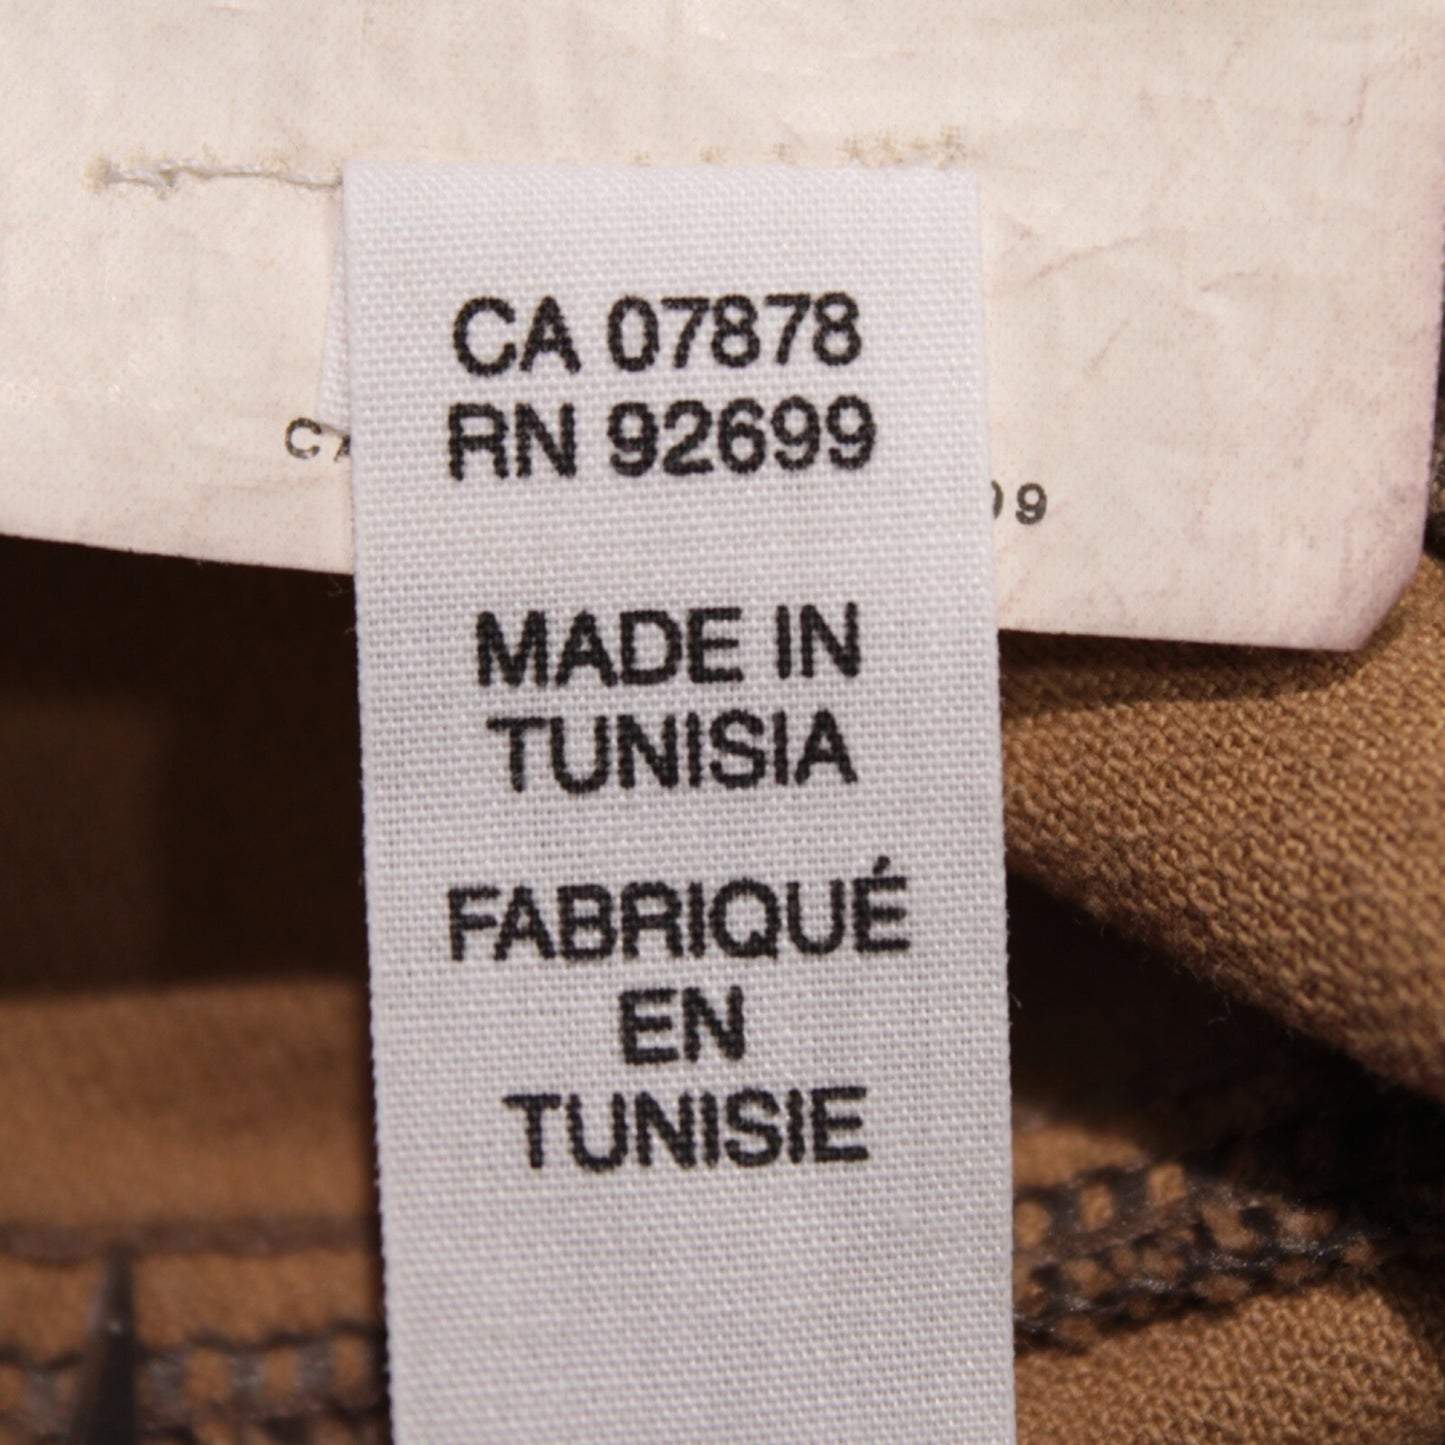 CA 07878
RN 92699
MADE IN
TUNISIA
FABRIQUÉ
EN
TUNISIE